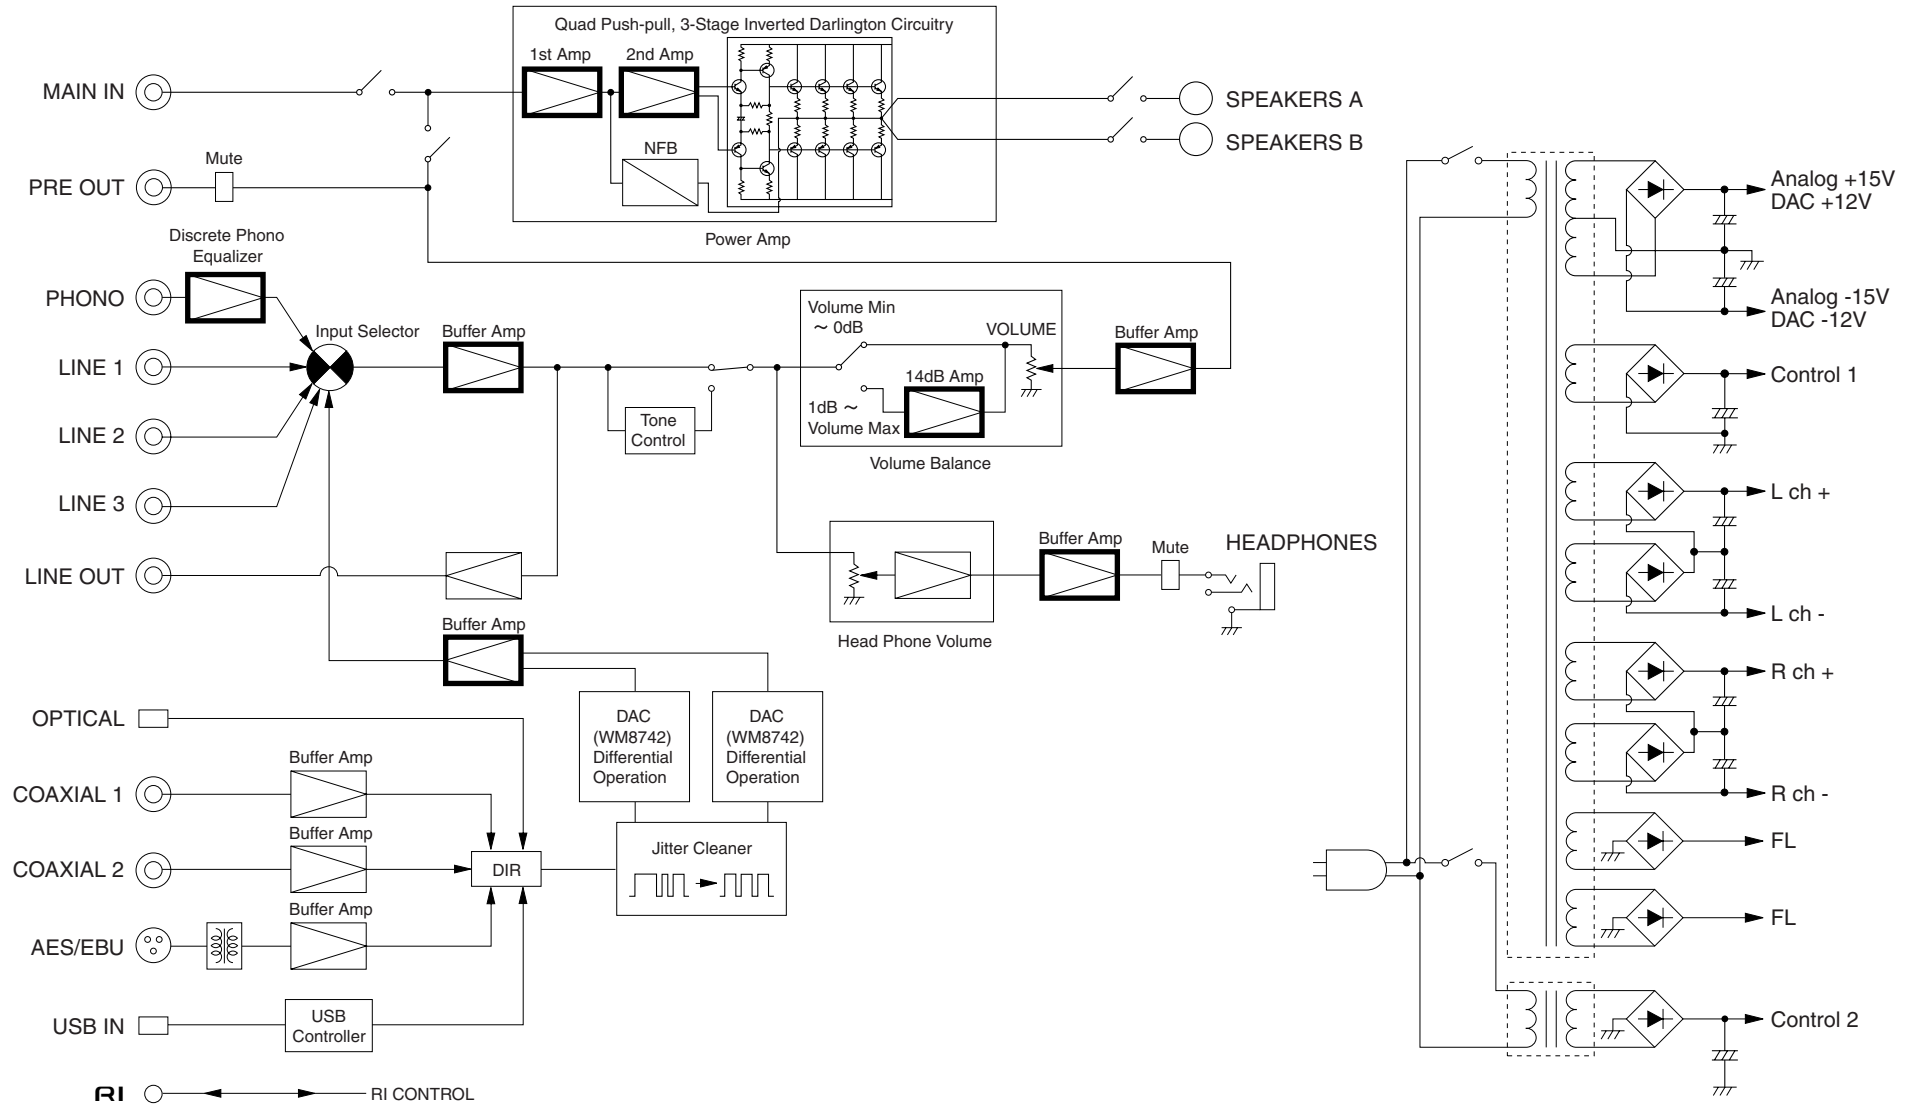 Quad Push-pull, 3-Stage Inverted Darlington Circuitry
1st Amp
2nd Amp
MAIN IN
SPEAKERS A
SPEAKERS B
NFB
Mute
PRE OUT
Power Amp
Analog +15V
DAC +12V
Analog -15V
DAC -12V
Discrete Phono
Equalizer
PHONO
Input Selector
Buffer Amp
Volume Min
~ 0dB
VOLUME
14dB Amp
1dB ~
Volume Max
Volume Balance
Buffer Amp
LINE 1
Tone
Control
Control 1
LINE 2
LINE 3
L ch +
LINE OUT
Head Phone Volume
Buffer Amp
Mute
HEADPHONES
L ch -
Buffer Amp
R ch +
OPTICAL
DAC
(WM8742)
Differential
Operation
DAC
(WM8742)
Differential
Operation
Buffer Amp
COAXIAL 1
R ch -
Buffer Amp
COAXIAL 2
DIR
Jitter Cleaner
FL
Buffer Amp
AES/EBU
FL
USB IN
USB
Controller
Control 2
RI
RI CONTROL